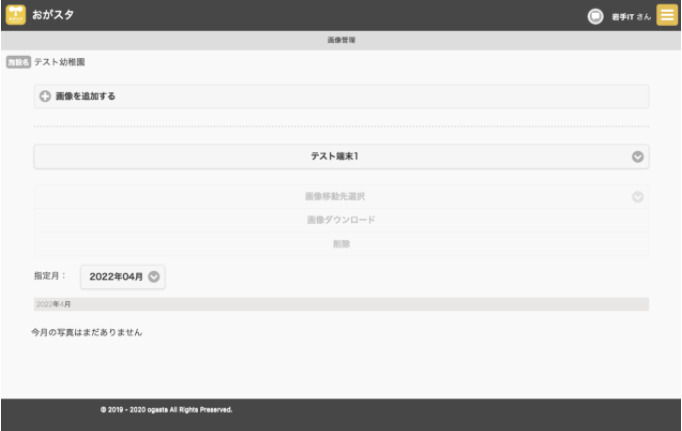 おがスタ
岩手IT さん
画像管理
施設名 テスト幼稚園
画像を追加する
テスト端末1
画像移動先選択
画像ダウンロード
削除
指定月： 2022年04月
2022年4月
今月の写真はまだありません
© 2019 - 2020 ogasta All Rights Preserved.